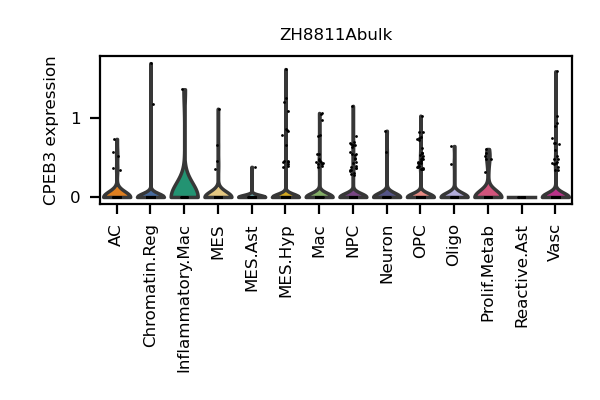 ZH8811Abulk
CPEB3 expression
1
0
AC
Chromatin.Reg
Inflammatory.Mac
MES
MES.Ast
MES.Hyp
Mac
NPC
Neuron
OPC
Oligo
Prolif.Metab
Reactive.Ast
Vasc